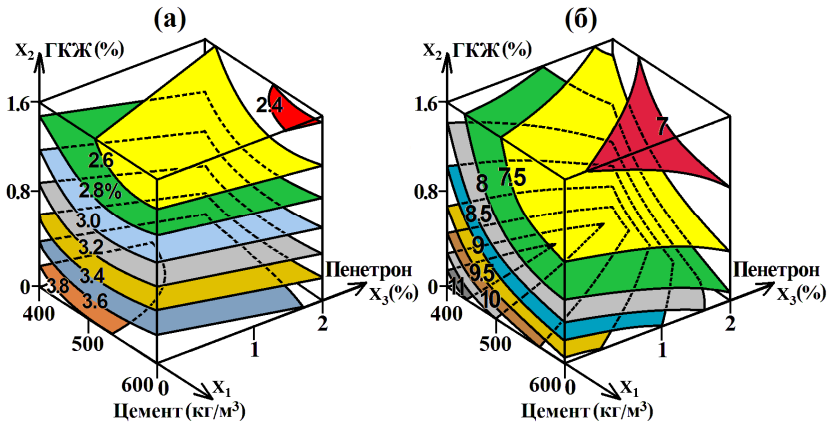 (а)
X₂ ГКЖ (%)
1.6
0.8
0
400
500
600
0
1
2
2.4
2.6
2.8%
3.0
3.2
3.4
3.6
3.8
Пенетрон
X₃(%)
X₁
Цемент (кг/м³)
(б)
X₂ ГКЖ (%)
1.6
0.8
0
400
500
600
0
1
2
7
7.5
8
8.5
9
9.5
10
11
Пенетрон
X₃(%)
X₁
Цемент (кг/м³)